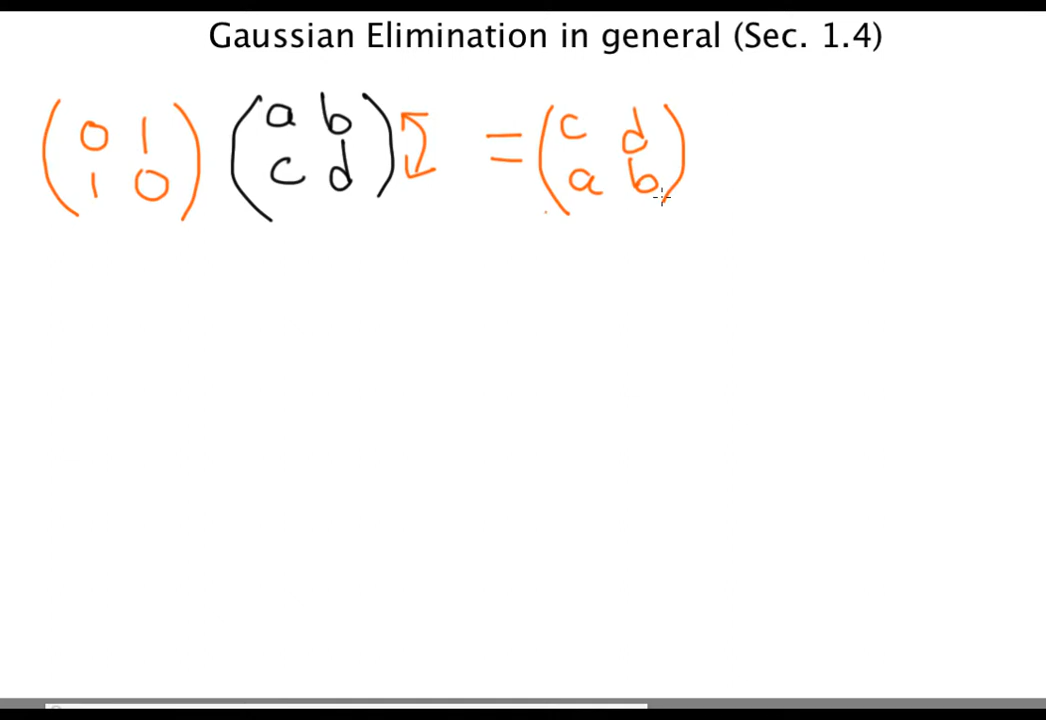 Gaussian Elimination in general (Sec. 1.4)
0 1 a b = c d
1 0 c d a b